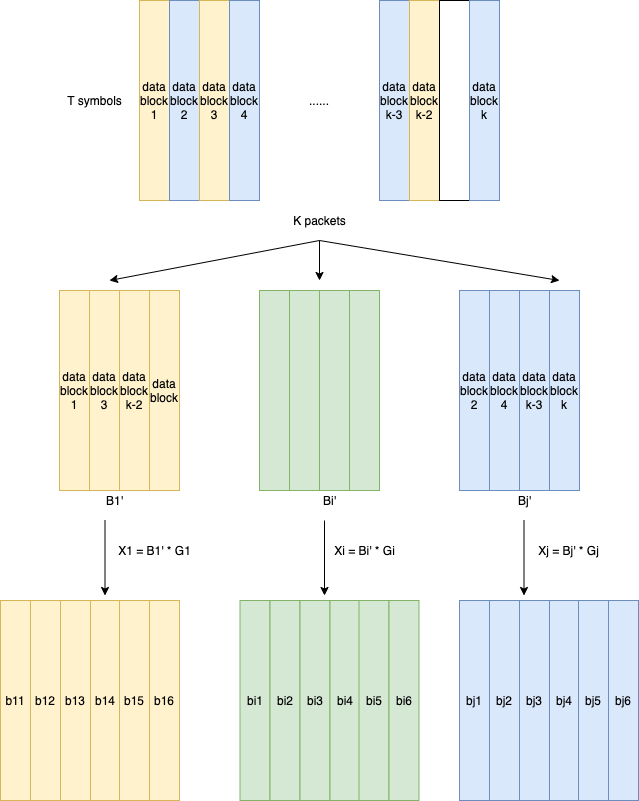 data
block
1
data
block
2
data
block
3
data
block
4
T symbols
......
data
block
k-3
data
block
k-2
data
block
k
K packets
data
block
1
data
block
3
data
block
k-2
data
block
data
block
2
data
block
4
data
block
k-3
data
block
k
B1'
Bi'
Bj'
X1 = B1' * G1
Xi = Bi' * Gi
Xj = Bj' * Gj
b11
b12
b13
b14
b15
b16
bi1
bi2
bi3
bi4
bi5
bi6
bj1
bj2
bj3
bj4
bj5
bj6